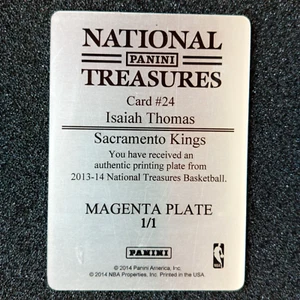 NATIONAL
PANINI
TREASURES
Card #24
Isaiah Thomas
Sacramento Kings
You have received an
authentic printing plate from
2013-14 National Treasures Basketball.
MAGENTA PLATE
1/1
PANINI
NBA
© 2014 Panini America, Inc.
© 2014 NBA Properties, Inc. Printed in the USA.